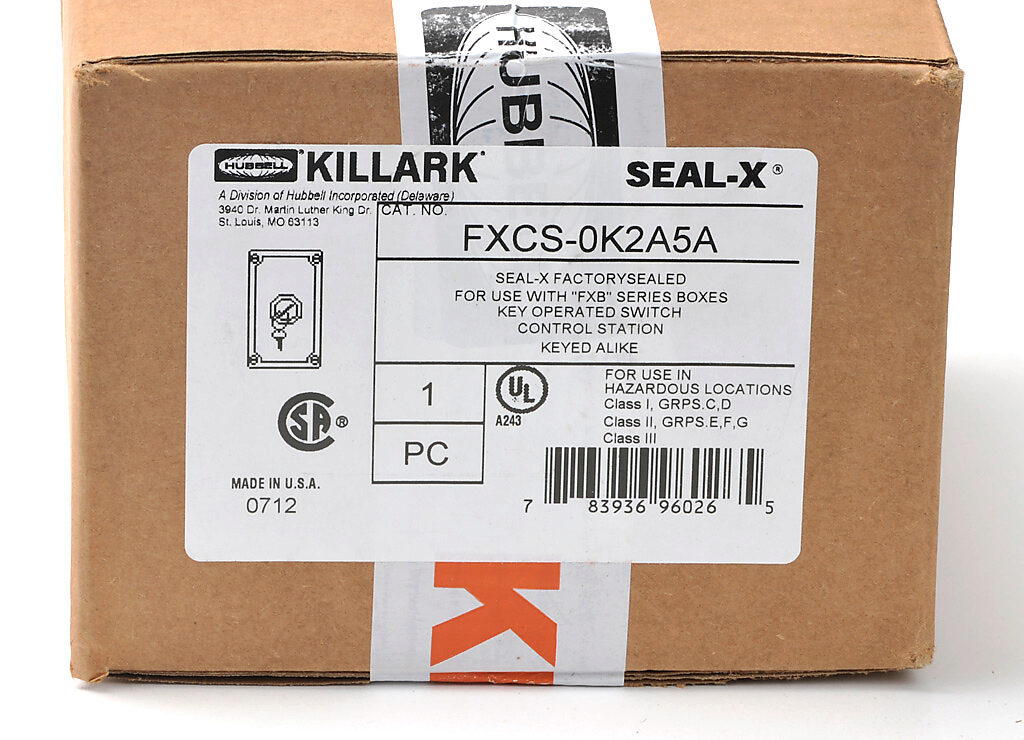 HUBBELL
HUBBELL KILLARK® SEAL-X®
A Division of Hubbell Incorporated (Delaware)
3940 Dr. Martin Luther King Dr.
St. Louis, MO 63113
CAT. NO.
FXCS-0K2A5A
SEAL-X FACTORYSEALED
FOR USE WITH "FXB" SERIES BOXES
KEY OPERATED SWITCH
CONTROL STATION
KEYED ALIKE
1
PC
UL
A243
FOR USE IN
HAZARDOUS LOCATIONS
Class I, GRPS.C,D
Class II, GRPS.E,F,G
Class III
SA®
MADE IN U.S.A.
0712
7 83936 96026 5
K